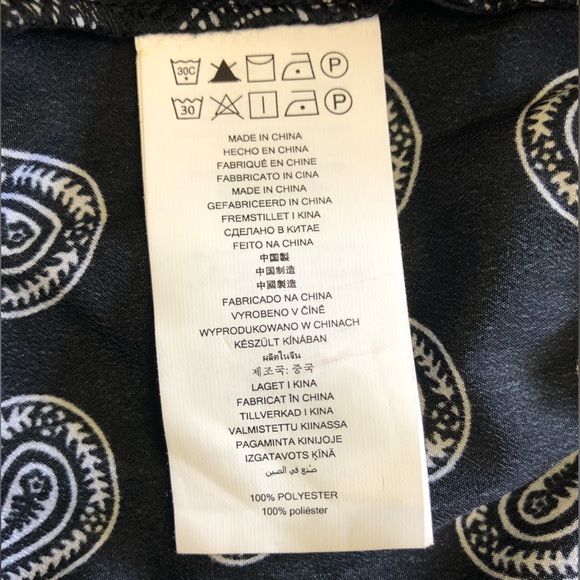 30C P
30 P
MADE IN CHINA
HECHO EN CHINA
FABRIQUÉ EN CHINE
FABBRICATO IN CINA
MADE IN CHINA
GEFABRICEERD IN CHINA
FREMSTILLET I KINA
СДЕЛАНО В КИТАЕ
FEITO NA CHINA
中国製
中国制造
中國製造
FABRICADO NA CHINA
VYROBENO V ČÍNĚ
WYPRODUKOWANO W CHINACH
KÉSZÜLT KÍNÁBAN
ผลิตในจีน
제조국: 중국
LAGET I KINA
FABRICAT ÎN CHINA
TILLVERKAD I KINA
VALMISTETTU KIINASSA
PAGAMINTA KINIJOJE
IZGATAVOTS ĶĪNĀ
صنع في الصين
100% POLYESTER
100% poliéster